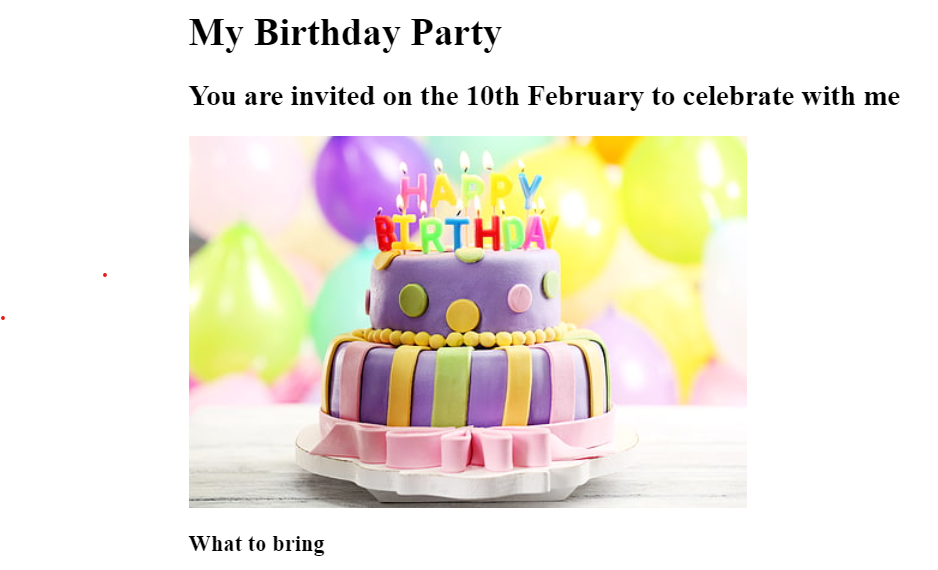 My Birthday Party
You are invited on the 10th February to celebrate with me
HAPPY
BIRTHDAY
What to bring